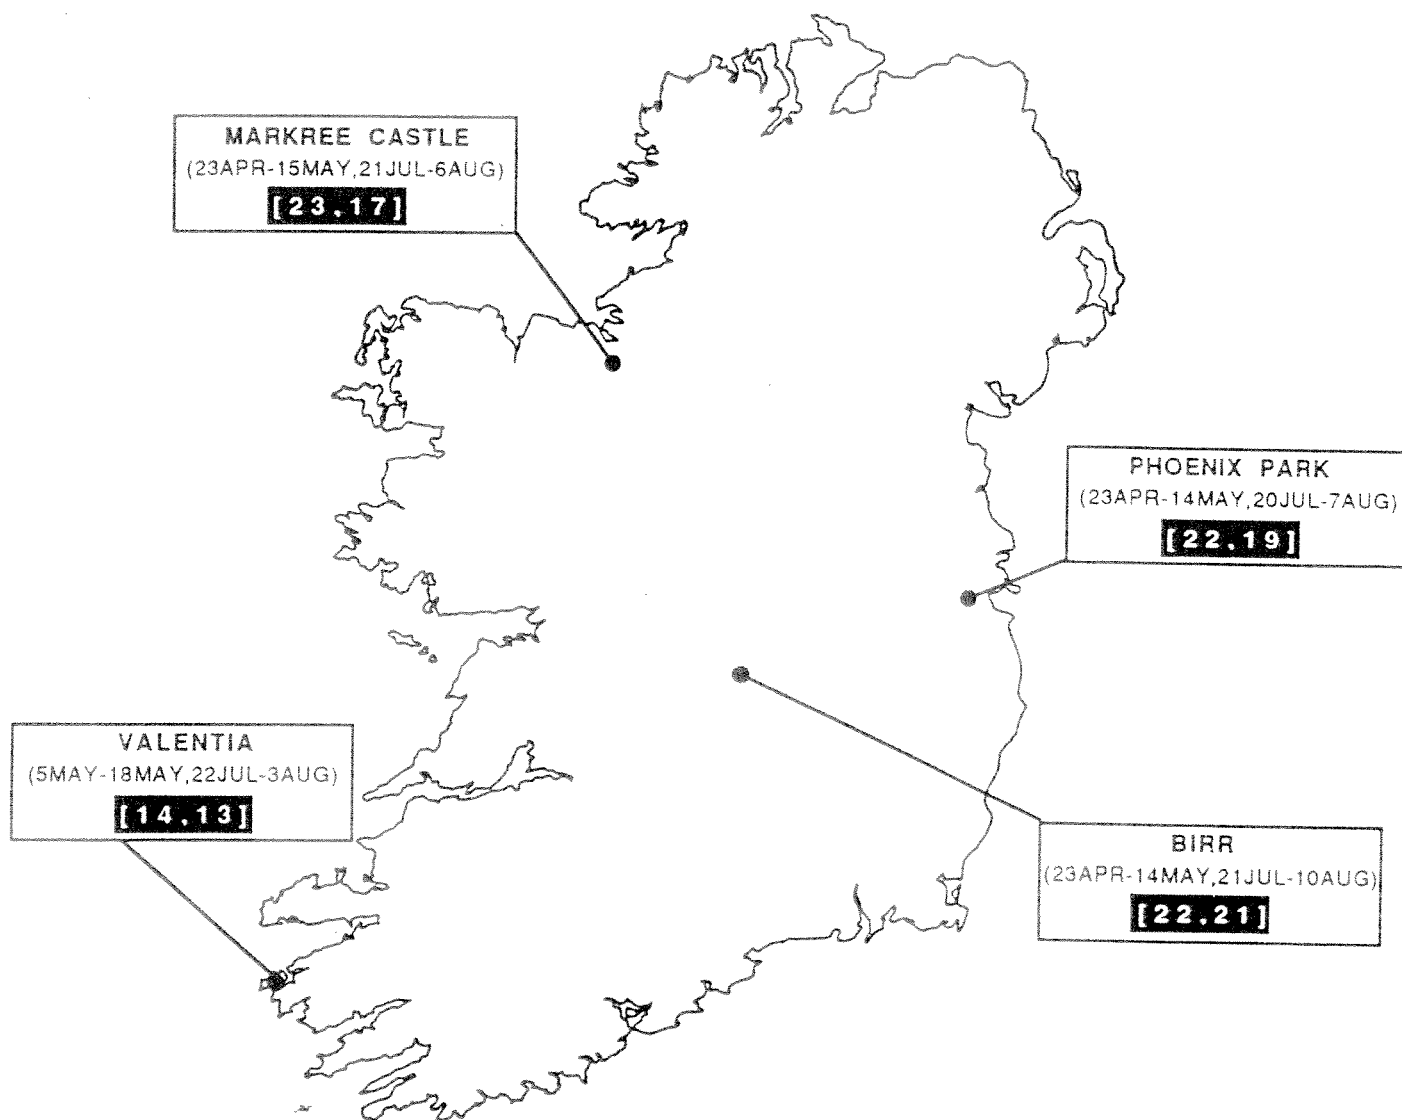 MARKREE CASTLE
(23APR-15MAY,21JUL-6AUG)
[23.17]
PHOENIX PARK
(23APR-14MAY,20JUL-7AUG)
[22.19]
VALENTIA
(5MAY-18MAY,22JUL-3AUG)
[14.13]
BIRR
(23APR-14MAY,21JUL-10AUG)
[22.21]